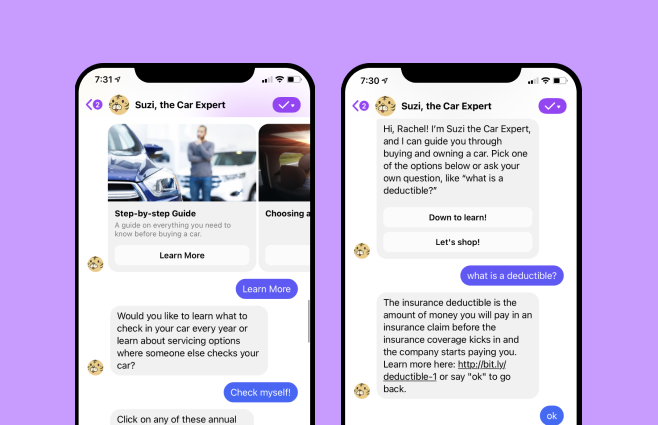 7:31
2
Suzi, the Car Expert
Step-by-step Guide
A guide on everything you need to
know before buying a car.
Learn More
Choosing a
Learn More
Would you like to learn what to
check in your car every year or
learn about servicing options
where someone else checks your
car?
Check myself!
Click on any of these annual
7:30
2
Suzi, the Car Expert
Hi, Rachel! I'm Suzi the Car Expert,
and I can guide you through
buying and owning a car. Pick one
of the options below or ask your
own question, like "what is a
deductible?"
Down to learn!
Let's shop!
what is a deductible?
The insurance deductible is the
amount of money you will pay in an
insurance claim before the
insurance coverage kicks in and
the company starts paying you.
Learn more here: http://bit.ly/
deductible-1 or say "ok" to go
back.
ok